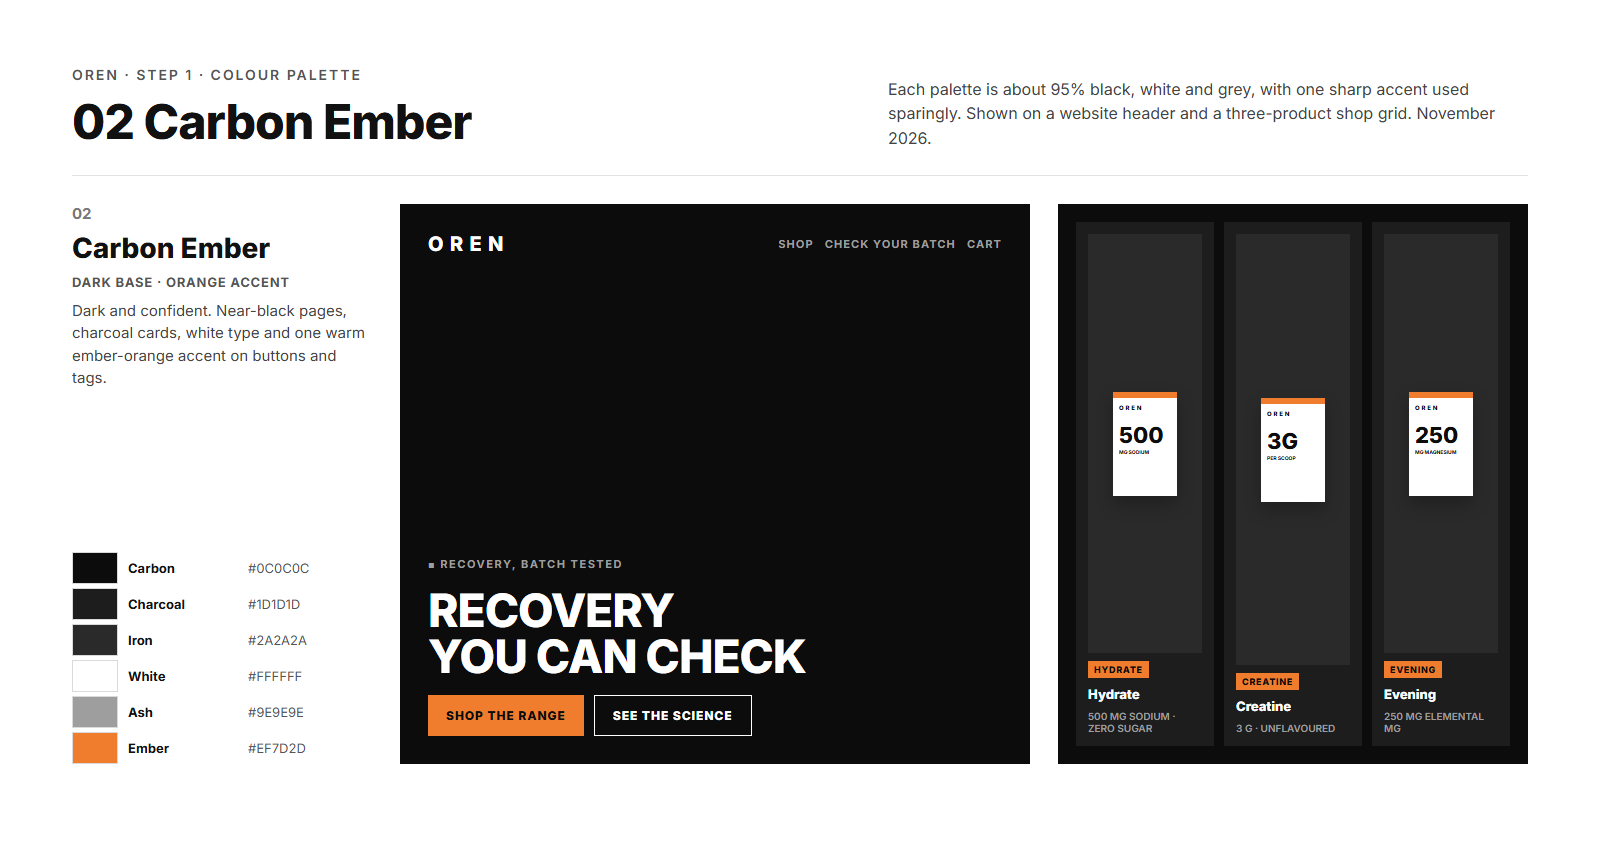 OREN · STEP 1 · COLOUR PALETTE
02 Carbon Ember
Each palette is about 95% black, white and grey, with one sharp accent used
sparingly. Shown on a website header and a three-product shop grid. November
2026.
02
Carbon Ember
DARK BASE · ORANGE ACCENT
Dark and confident. Near-black pages,
charcoal cards, white type and one warm
ember-orange accent on buttons and
tags.
Carbon #0C0C0C
Charcoal #1D1D1D
Iron #2A2A2A
White #FFFFFF
Ash #9E9E9E
Ember #EF7D2D
OREN
SHOP CHECK YOUR BATCH CART
RECOVERY, BATCH TESTED
RECOVERY
YOU CAN CHECK
SHOP THE RANGE
SEE THE SCIENCE
OREN
500
MG SODIUM
HYDRATE
Hydrate
500 MG SODIUM ·
ZERO SUGAR
OREN
3G
PER SCOOP
CREATINE
Creatine
3 G · UNFLAVOURED
OREN
250
MG MAGNESIUM
EVENING
Evening
250 MG ELEMENTAL
MG